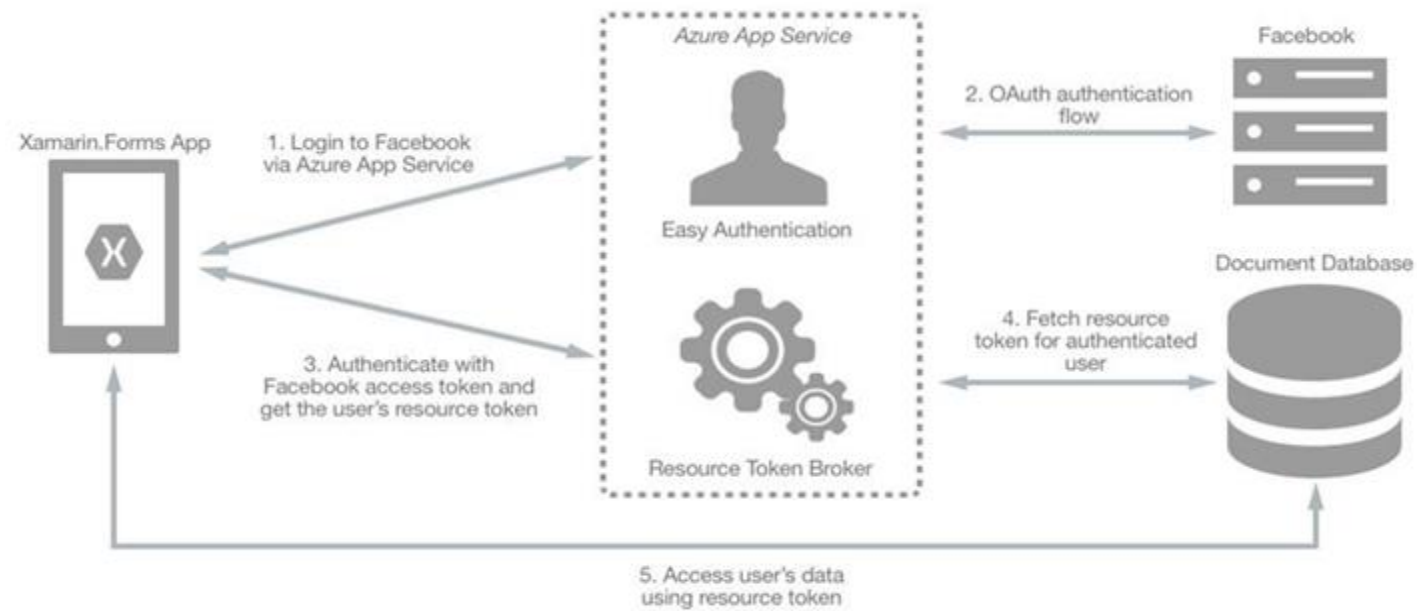 Azure App Service
Facebook
2. OAuth authentication
flow
Xamarin.Forms App
1. Login to Facebook
via Azure App Service
X
Easy Authentication
Document Database
4. Fetch resource
token for authenticated
user
3. Authenticate with
Facebook access token and
get the user's resource token
Resource Token Broker
5. Access user's data
using resource token